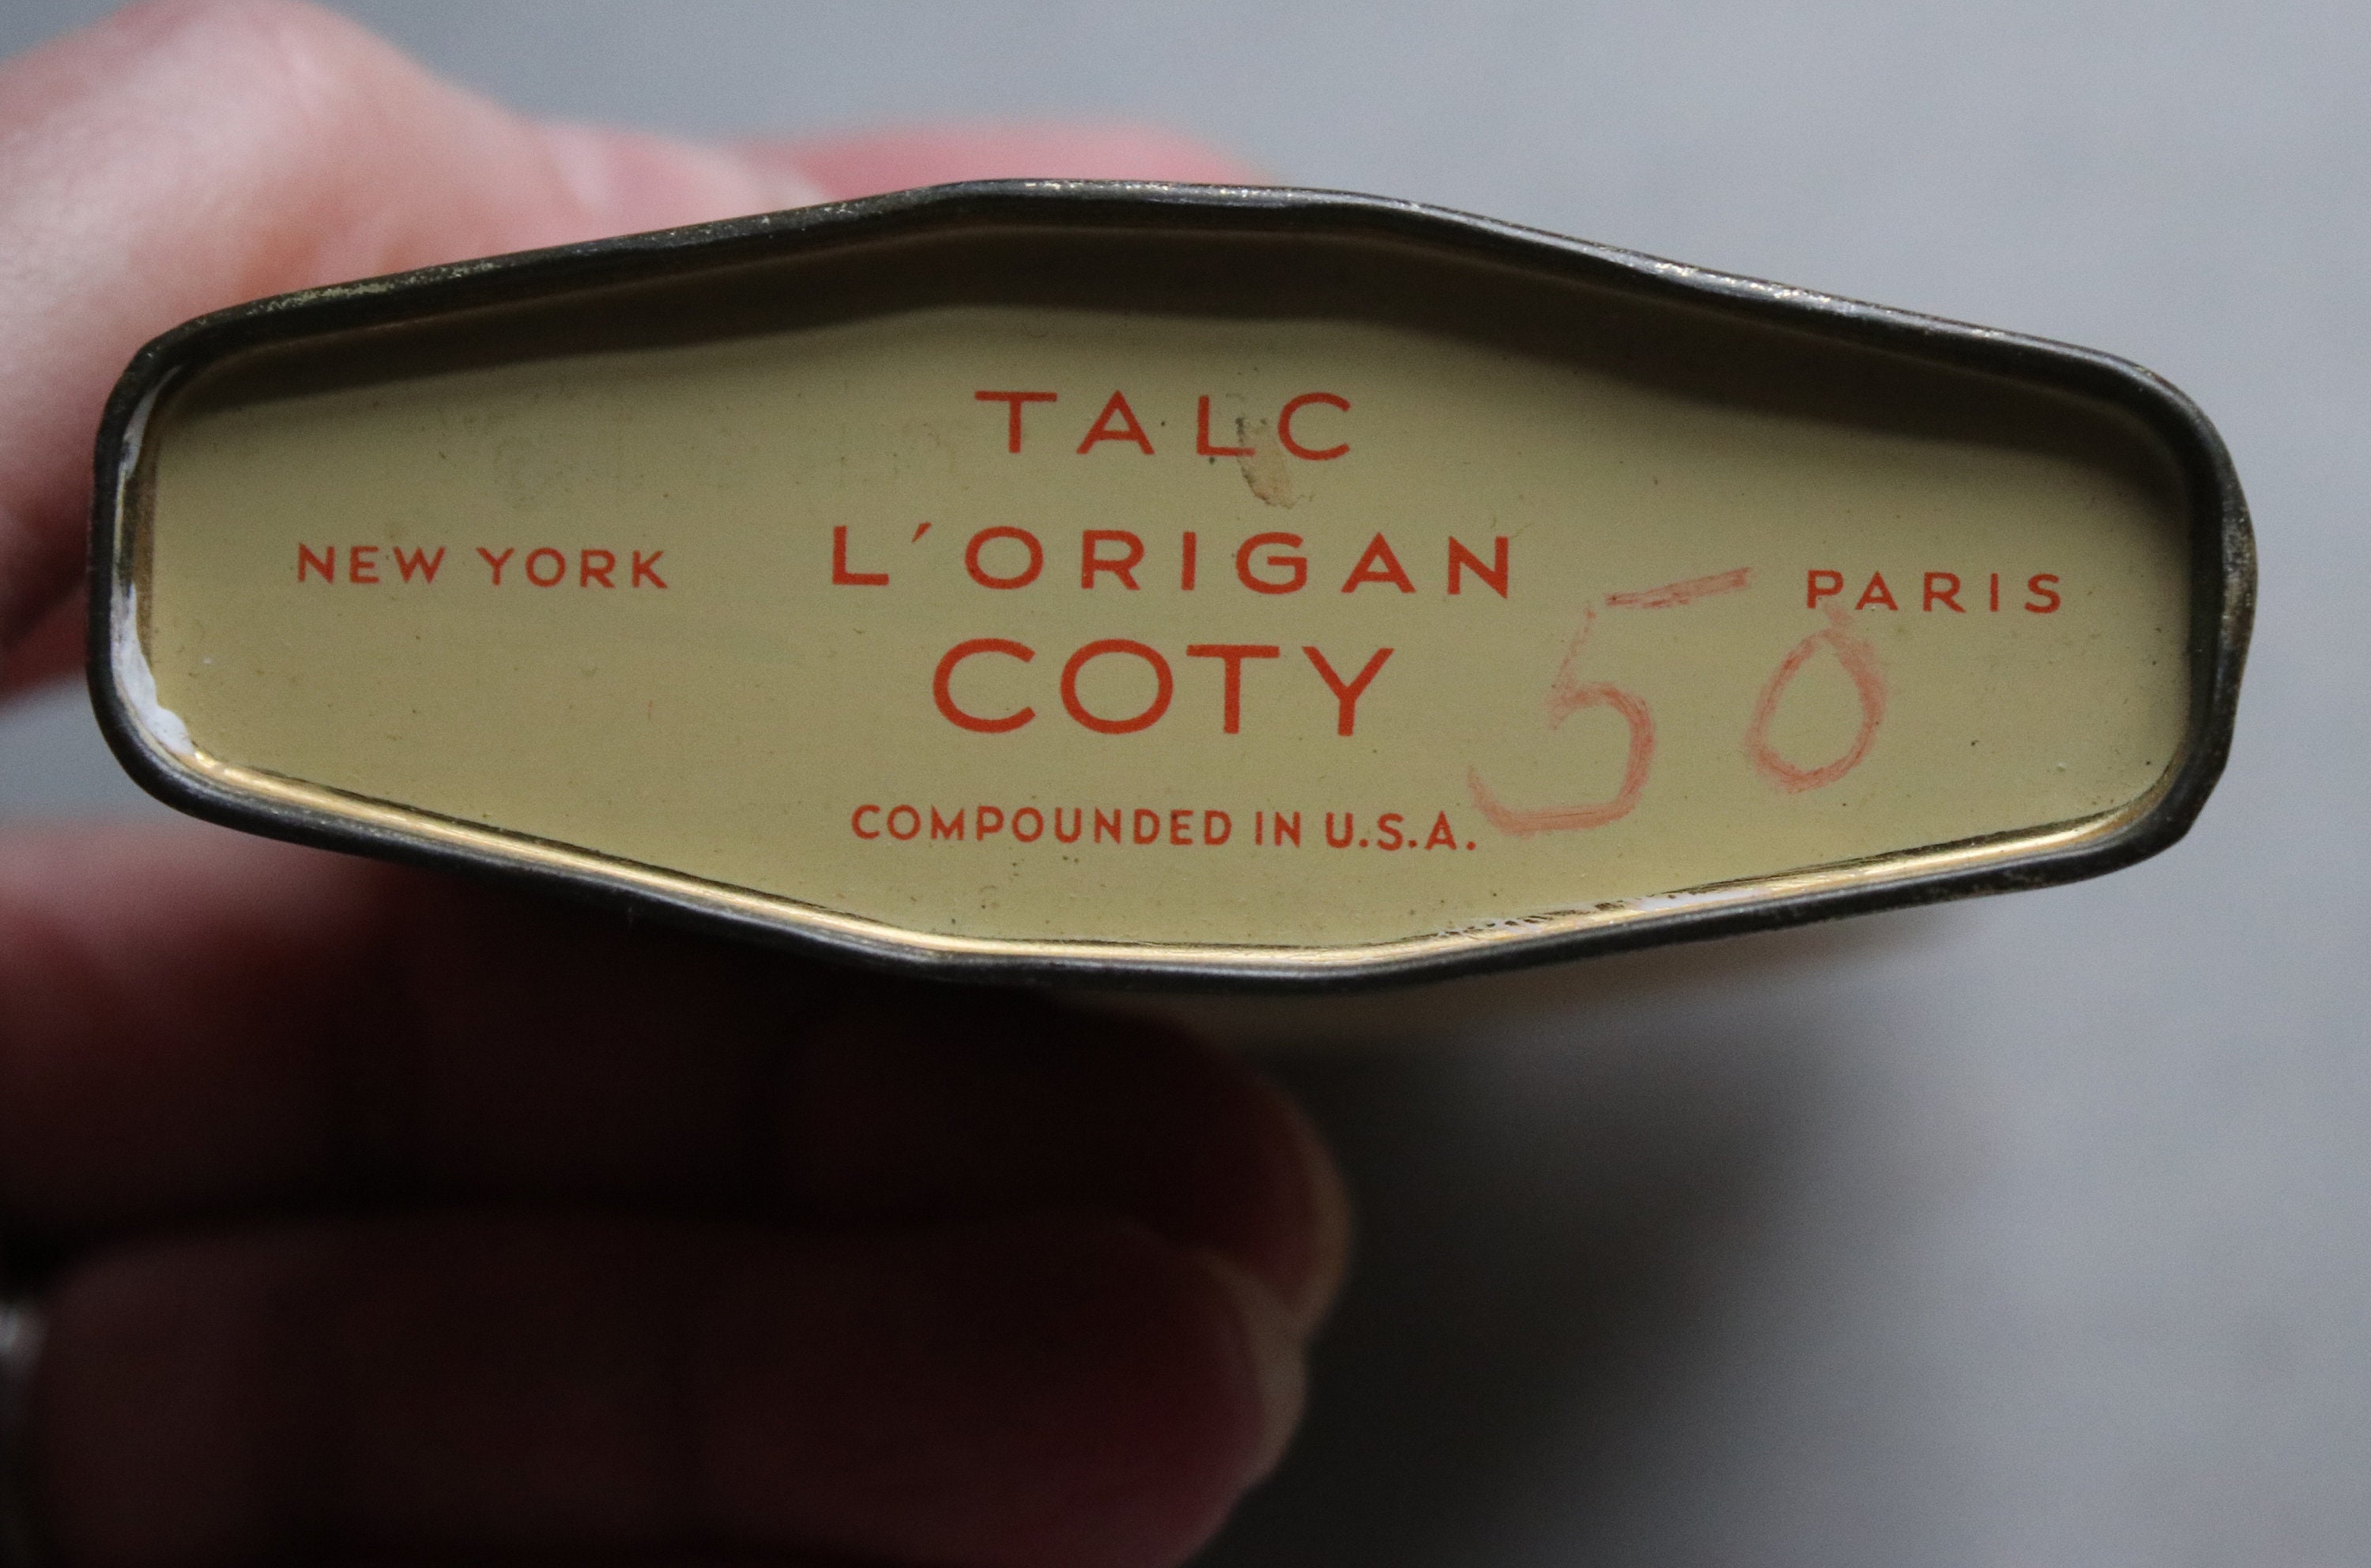 TALC
L'ORIGAN
NEW YORK
PARIS
COTY
50
COMPOUNDED IN U.S.A.